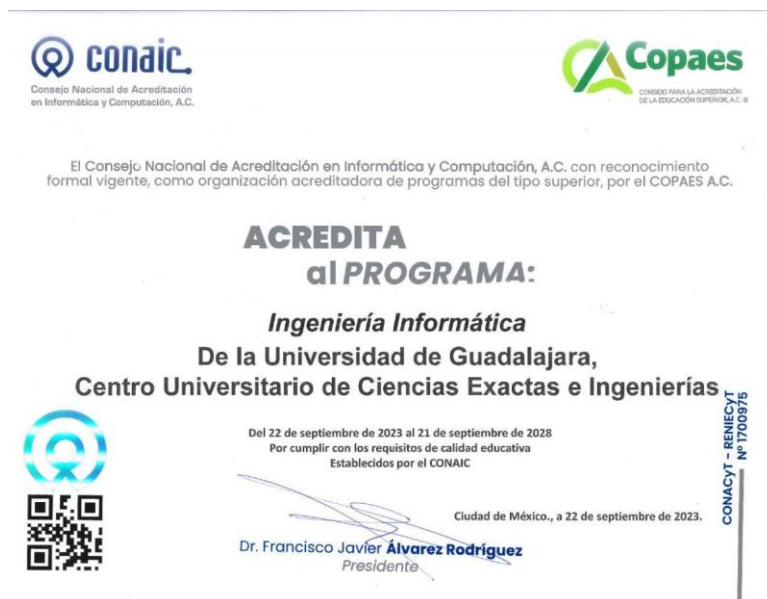 conaic.
Consejo Nacional de Acreditación
en Informática y Computación, A.C.
Copaes
CONSEJO PARA LA ACREDITACIÓN
DE LA EDUCACIÓN SUPERIOR, A.C. ®
El Consejo Nacional de Acreditación en Informática y Computación, A.C. con reconocimiento
formal vigente, como organización acreditadora de programas del tipo superior, por el COPAES A.C.
ACREDITA
al PROGRAMA:
Ingeniería Informática
De la Universidad de Guadalajara,
Centro Universitario de Ciencias Exactas e Ingenierías
Del 22 de septiembre de 2023 al 21 de septiembre de 2028
Por cumplir con los requisitos de calidad educativa
Establecidos por el CONAIC
Ciudad de México., a 22 de septiembre de 2023.
Dr. Francisco Javier Álvarez Rodríguez
Presidente
CONACyT – RENIECyT
Nº 1700975